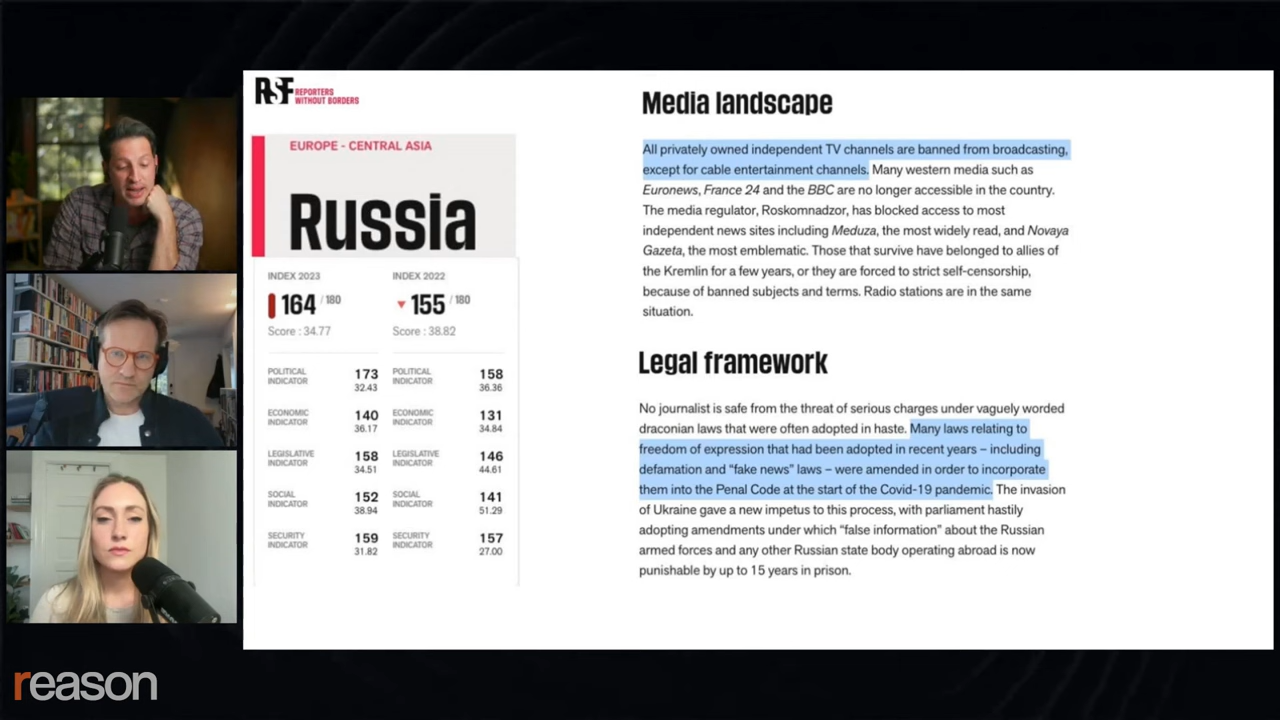 RSF REPORTERS
WITHOUT BORDERS
EUROPE - CENTRAL ASIA
Russia
INDEX 2023
164 / 180
Score : 34.77
INDEX 2022
155 / 180
Score : 38.82
POLITICAL
INDICATOR
173
32.43
POLITICAL
INDICATOR
158
36.36
ECONOMIC
INDICATOR
140
36.17
ECONOMIC
INDICATOR
131
34.84
LEGISLATIVE
INDICATOR
158
34.51
LEGISLATIVE
INDICATOR
146
44.61
SOCIAL
INDICATOR
152
38.94
SOCIAL
INDICATOR
141
51.29
SECURITY
INDICATOR
159
31.82
SECURITY
INDICATOR
157
27.00
Media landscape
All privately owned independent TV channels are banned from broadcasting,
except for cable entertainment channels. Many western media such as
Euronews, France 24 and the BBC are no longer accessible in the country.
The media regulator, Roskomnadzor, has blocked access to most
independent news sites including Meduza, the most widely read, and Novaya
Gazeta, the most emblematic. Those that survive have belonged to allies of
the Kremlin for a few years, or they are forced to strict self-censorship,
because of banned subjects and terms. Radio stations are in the same
situation.
Legal framework
No journalist is safe from the threat of serious charges under vaguely worded
draconian laws that were often adopted in haste. Many laws relating to
freedom of expression that had been adopted in recent years – including
defamation and “fake news” laws – were amended in order to incorporate
them into the Penal Code at the start of the Covid-19 pandemic. The invasion
of Ukraine gave a new impetus to this process, with parliament hastily
adopting amendments under which “false information” about the Russian
armed forces and any other Russian state body operating abroad is now
punishable by up to 15 years in prison.
reason